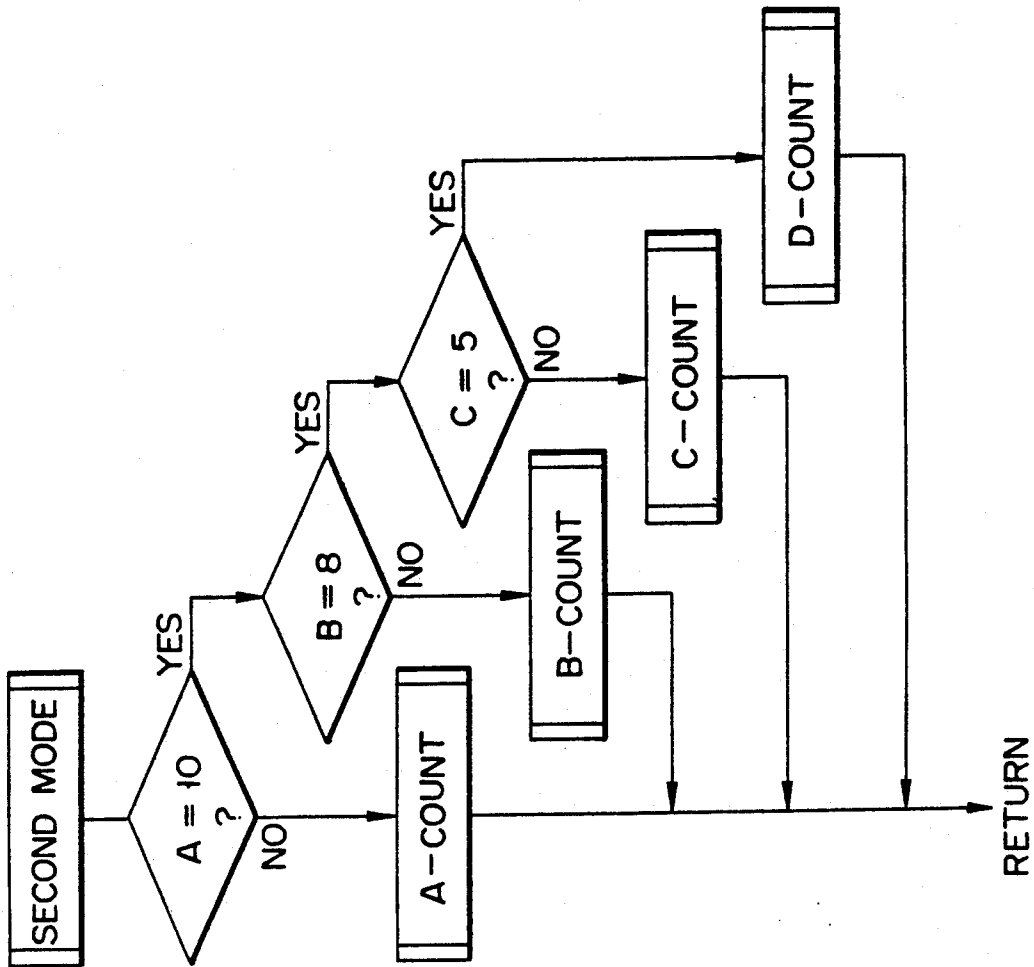 SECOND MODE
A = 10
?
YES
NO
B = 8
?
YES
NO
C = 5
?
YES
NO
A-COUNT
B-COUNT
C-COUNT
D-COUNT
RETURN